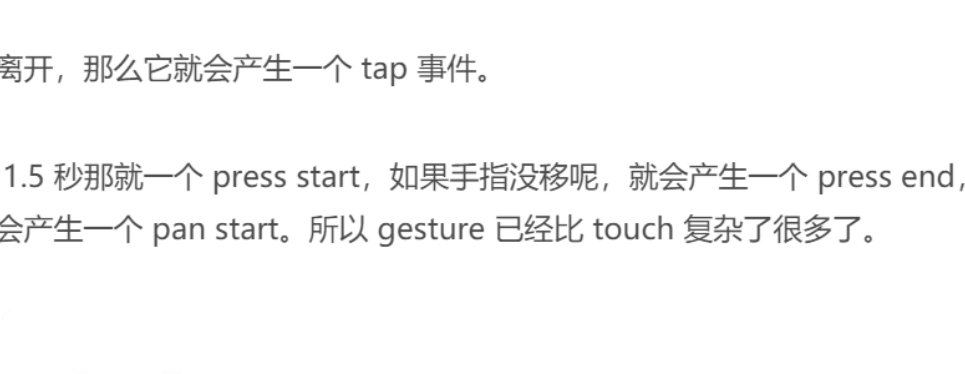 离开，那么它就会产生一个 tap 事件。
1.5 秒那就一个 press start，如果手指没移呢，就会产生一个 press end，
会产生一个 pan start。所以 gesture 已经比 touch 复杂了很多了。